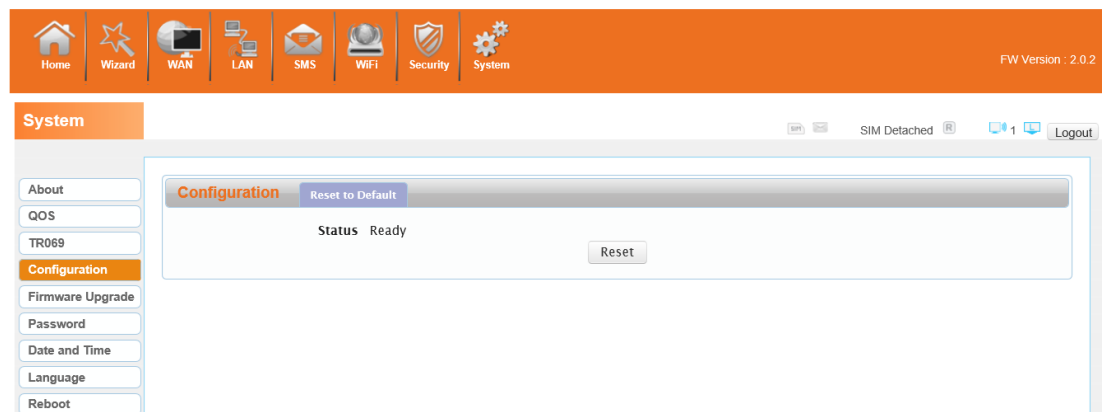 Home Wizard WAN LAN SMS WiFi Security System
FW Version : 2.0.2
System
SIM SIM Detached R 1 L Logout
About
Configuration Reset to Default
QOS
Status Ready
TR069
Reset
Configuration
Firmware Upgrade
Password
Date and Time
Language
Reboot